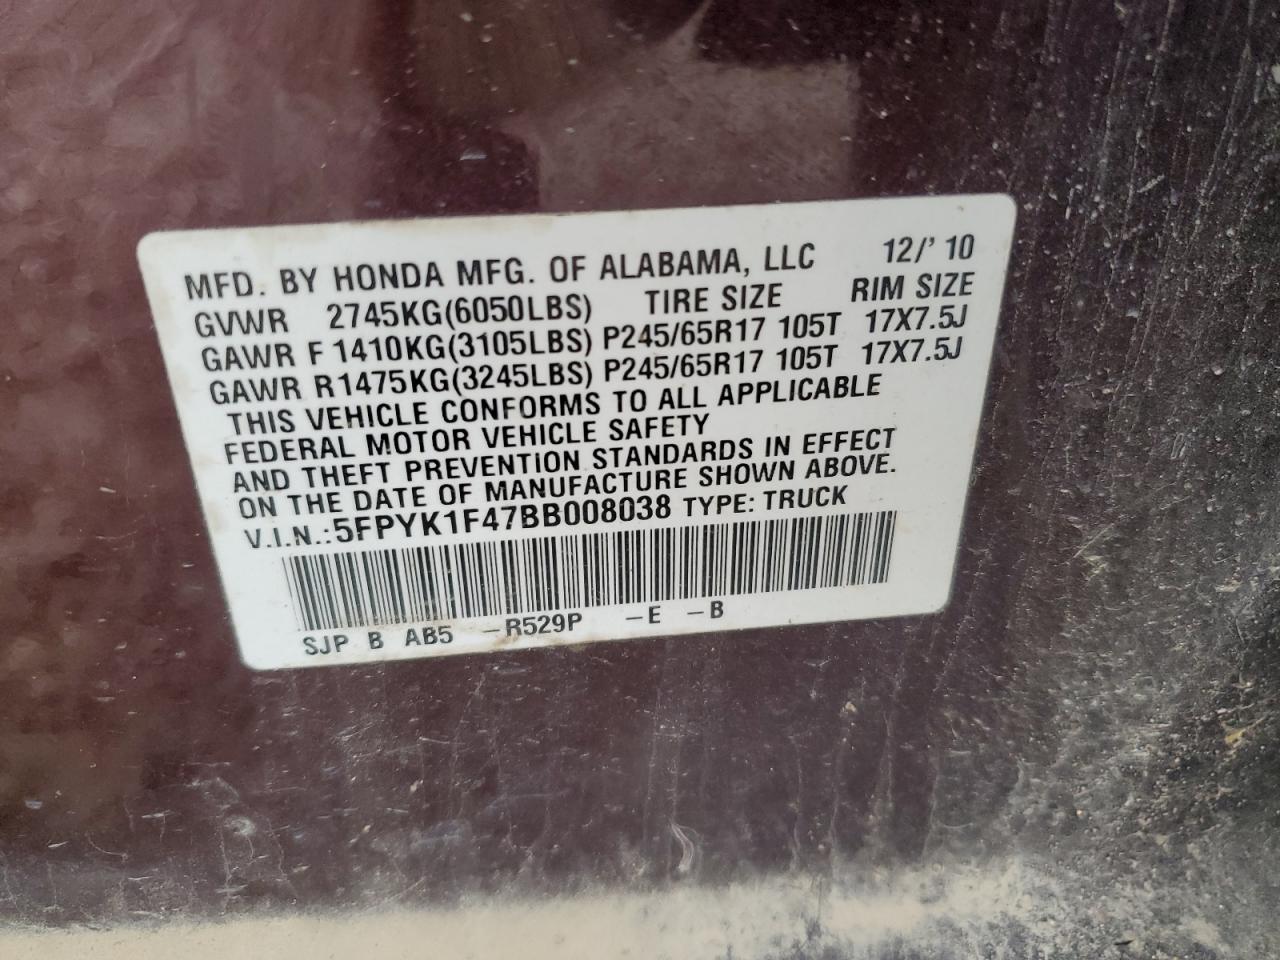 MFD. BY HONDA MFG. OF ALABAMA, LLC 12/' 10
GVWR 2745KG(6050LBS) TIRE SIZE RIM SIZE
GAWR F 1410KG(3105LBS) P245/65R17 105T 17X7.5J
GAWR R 1475KG(3245LBS) P245/65R17 105T 17X7.5J
THIS VEHICLE CONFORMS TO ALL APPLICABLE
FEDERAL MOTOR VEHICLE SAFETY
AND THEFT PREVENTION STANDARDS IN EFFECT
ON THE DATE OF MANUFACTURE SHOWN ABOVE.
V.I.N.:5FPYK1F47BB008038 TYPE: TRUCK
SJP B AB5 –R529P –E –B